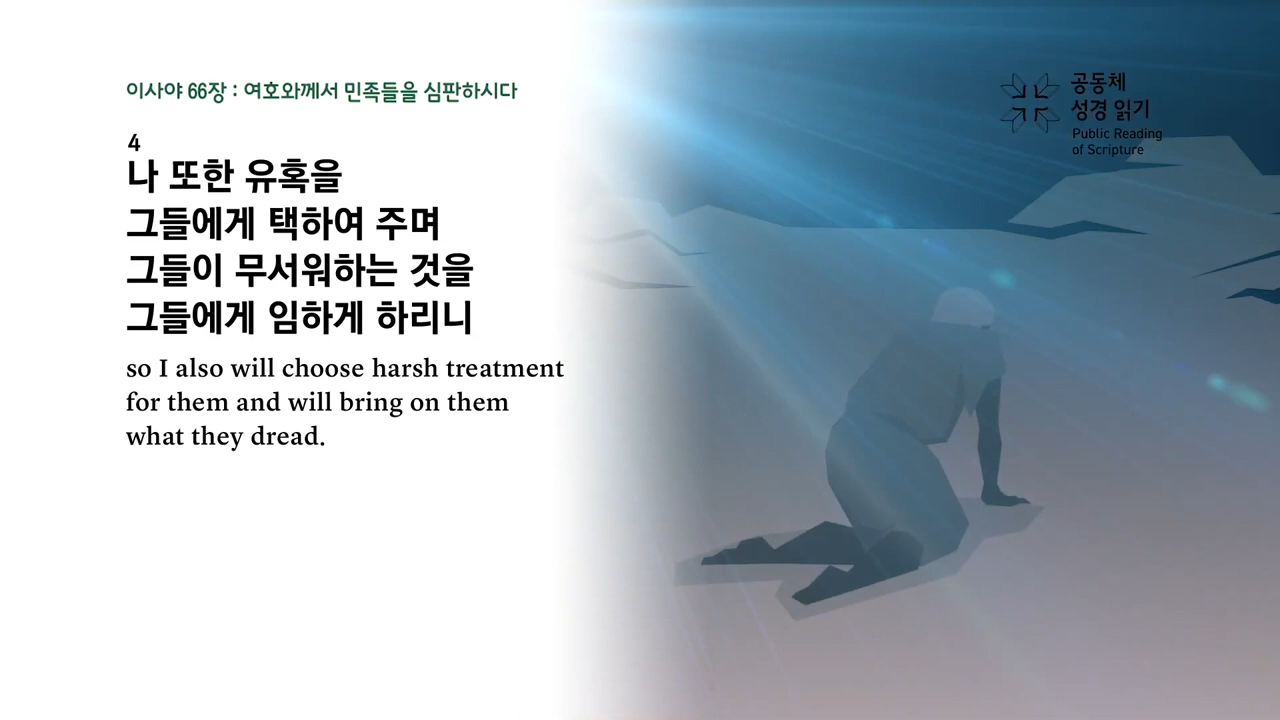 이사야 66장 : 여호와께서 민족들을 심판하시다
공동체
성경 읽기
Public Reading
of Scripture
4
나 또한 유혹을
그들에게 택하여 주며
그들이 무서워하는 것을
그들에게 임하게 하리니
so I also will choose harsh treatment
for them and will bring on them
what they dread.